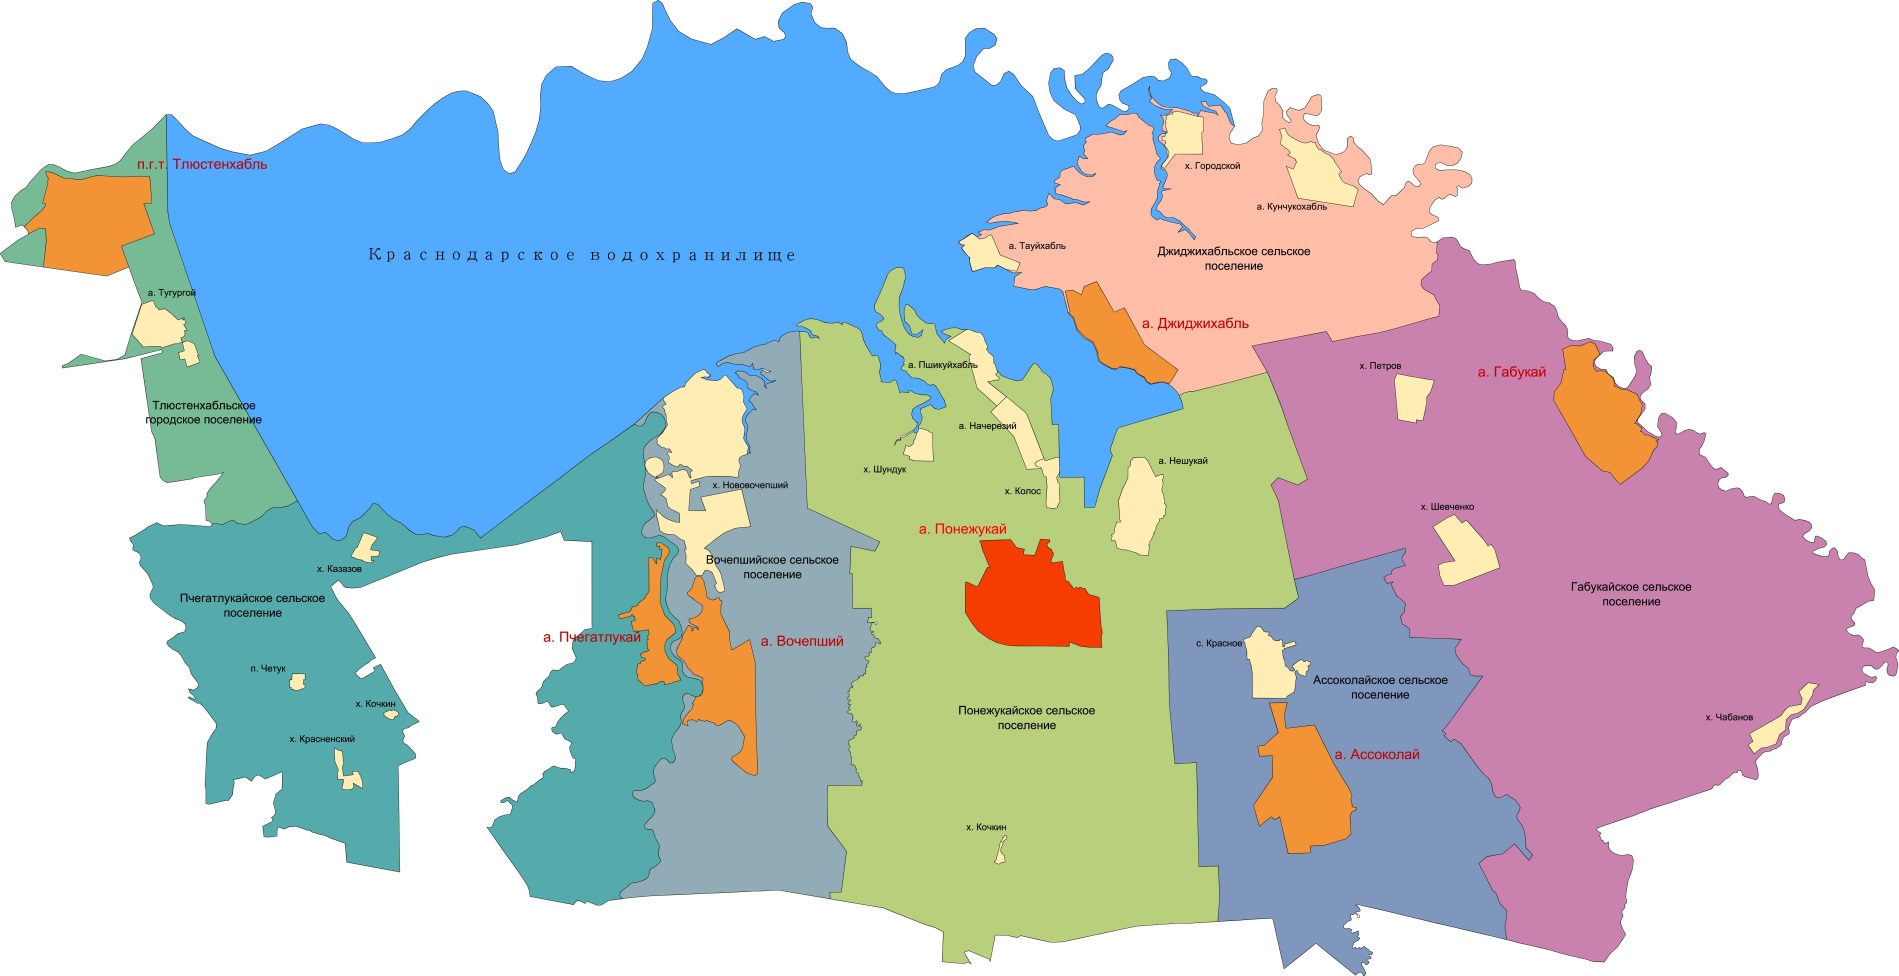 п.г.т. Тлюстенхабль
х. Городской
а. Кунчукохабль
Краснодарское водохранилище
а. Тауйхабль
Джиджихабльское сельское
поселение
а. Тугургой
а. Джиджихабль
а. Пшикуйхабль
х. Петров
а. Габукай
Тлюстенхабльское
городское поселение
а. Начерезий
х. Шундук
а. Нешукай
х. Нововочепший
х. Колос
х. Шевченко
а. Понежукай
х. Казазов
Вочепшийское сельское
поселение
Пчегатлукайское сельское
поселение
Габукайское сельское
поселение
а. Пчегатлукай
а. Вочепший
с. Красное
п. Четук
Ассоколайское сельское
поселение
х. Кочкин
Понежукайское сельское
поселение
х. Чабанов
х. Красненский
а. Ассоколай
х. Кочкин